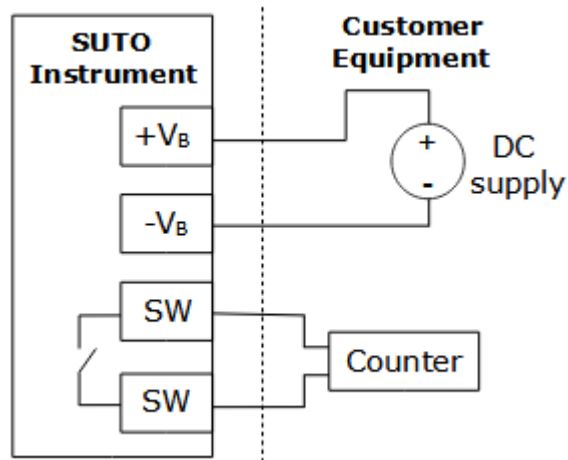 SUTO
Instrument
Customer
Equipment
+VB
+
-
DC
supply
-VB
SW
Counter
SW